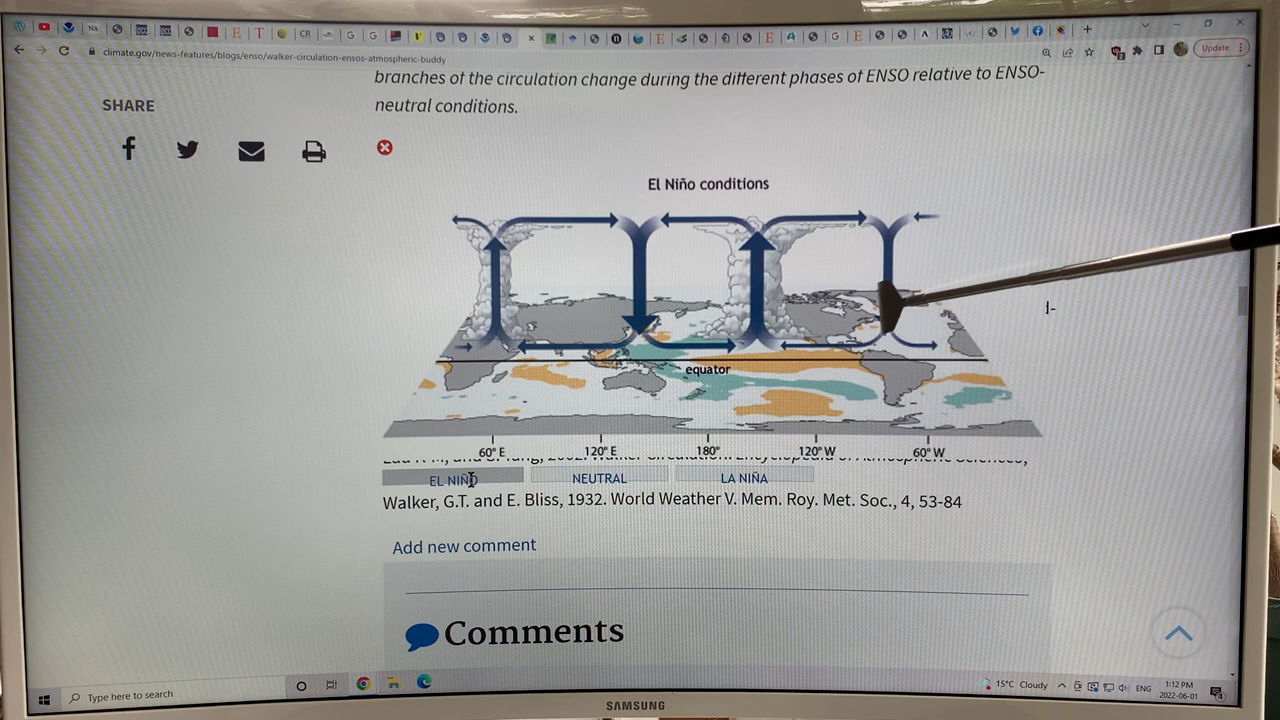 climate.gov/news-features/blogs/enso/walker-circulation-ensos-atmospheric-buddy
Update
branches of the circulation change during the different phases of ENSO relative to ENSO-
neutral conditions.
SHARE
El Niño conditions
d-
equator
60° E 120° E 180° 120° W 60° W
EL NIÑO NEUTRAL LA NIÑA
Walker, G.T. and E. Bliss, 1932. World Weather V. Mem. Roy. Met. Soc., 4, 53-84
Add new comment
Comments
Type here to search
15°C Cloudy
ENG
1:12 PM
2022-06-01
SAMSUNG